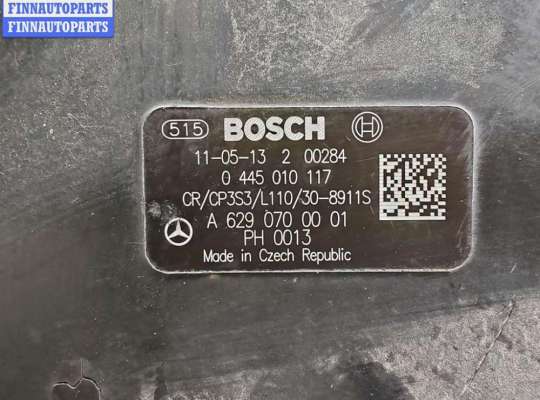 FINNAUTOPARTS
FINNAUTOPARTS
515 BOSCH
11-05-13 2 00284
0 445 010 117
CR/CP3S3/L110/30-8911S
A 629 070 00 01
PH 0013
Made in Czech Republic